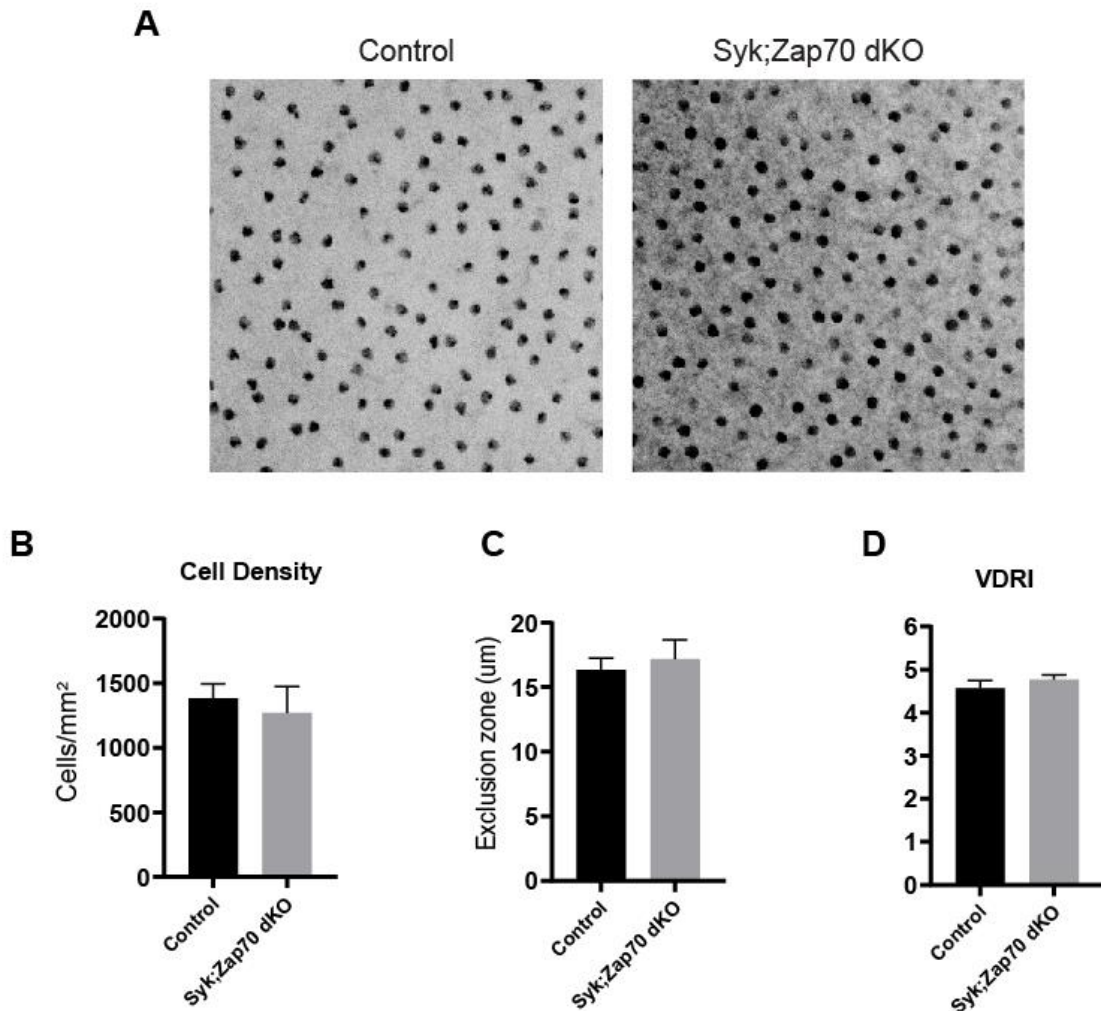 A
Control
Syk;Zap70 dKO
B
Cell Density
Cells/mm²
2000
1500
1000
500
0
Control
Syk;Zap70 dKO
C
Exclusion zone (um)
20
15
10
5
0
Control
Syk;Zap70 dKO
D
VDRI
6
5
4
3
2
1
0
Control
Syk;Zap70 dKO